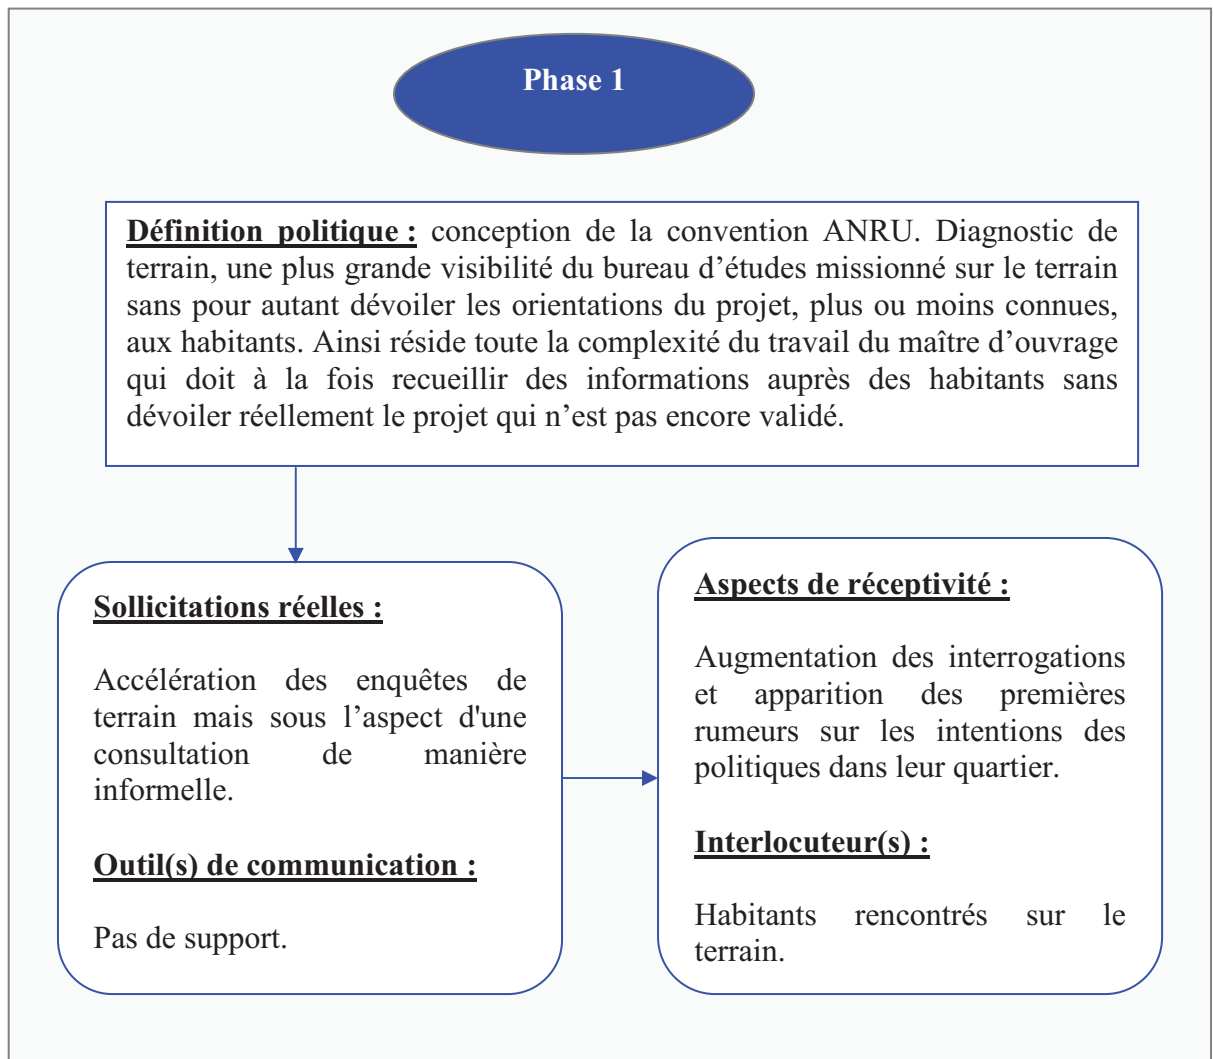 Phase 1
Définition politique : conception de la convention ANRU. Diagnostic de
terrain, une plus grande visibilité du bureau d’études missionné sur le terrain
sans pour autant dévoiler les orientations du projet, plus ou moins connues,
aux habitants. Ainsi réside toute la complexité du travail du maître d’ouvrage
qui doit à la fois recueillir des informations auprès des habitants sans
dévoiler réellement le projet qui n’est pas encore validé.
Sollicitations réelles :
Accélération des enquêtes de
terrain mais sous l’aspect d'une
consultation de manière
informelle.
Outil(s) de communication :
Pas de support.
Aspects de réceptivité :
Augmentation des interrogations
et apparition des premières
rumeurs sur les intentions des
politiques dans leur quartier.
Interlocuteur(s) :
Habitants rencontrés sur le
terrain.